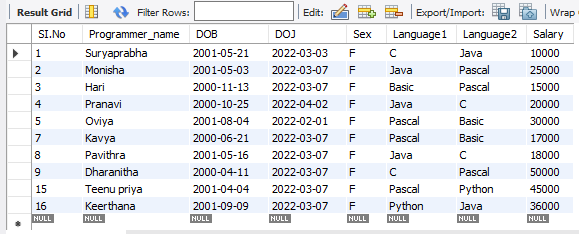 Result Grid Filter Rows: Edit: Export/Import: Wrap C
SI.No Programmer_name DOB DOJ Sex Language1 Language2 Salary
1 Suryaprabha 2001-05-21 2022-03-03 F C Java 10000
2 Monisha 2001-05-03 2022-03-07 F Java Pascal 25000
3 Hari 2000-11-13 2022-03-07 F Basic Pascal 15000
4 Pranavi 2000-10-25 2022-04-02 F Java C 20000
5 Oviya 2001-08-04 2022-02-01 F Pascal Basic 30000
7 Kavya 2000-06-21 2022-03-07 F Pascal Basic 17000
8 Pavithra 2001-05-16 2022-03-07 F Java C 18000
9 Dharanitha 2000-04-11 2022-03-07 F C Pascal 50000
15 Teenu priya 2001-04-04 2022-03-07 F Pascal Python 45000
16 Keerthana 2001-09-09 2022-03-07 F Python Java 36000
NULL NULL NULL NULL NULL NULL NULL NULL